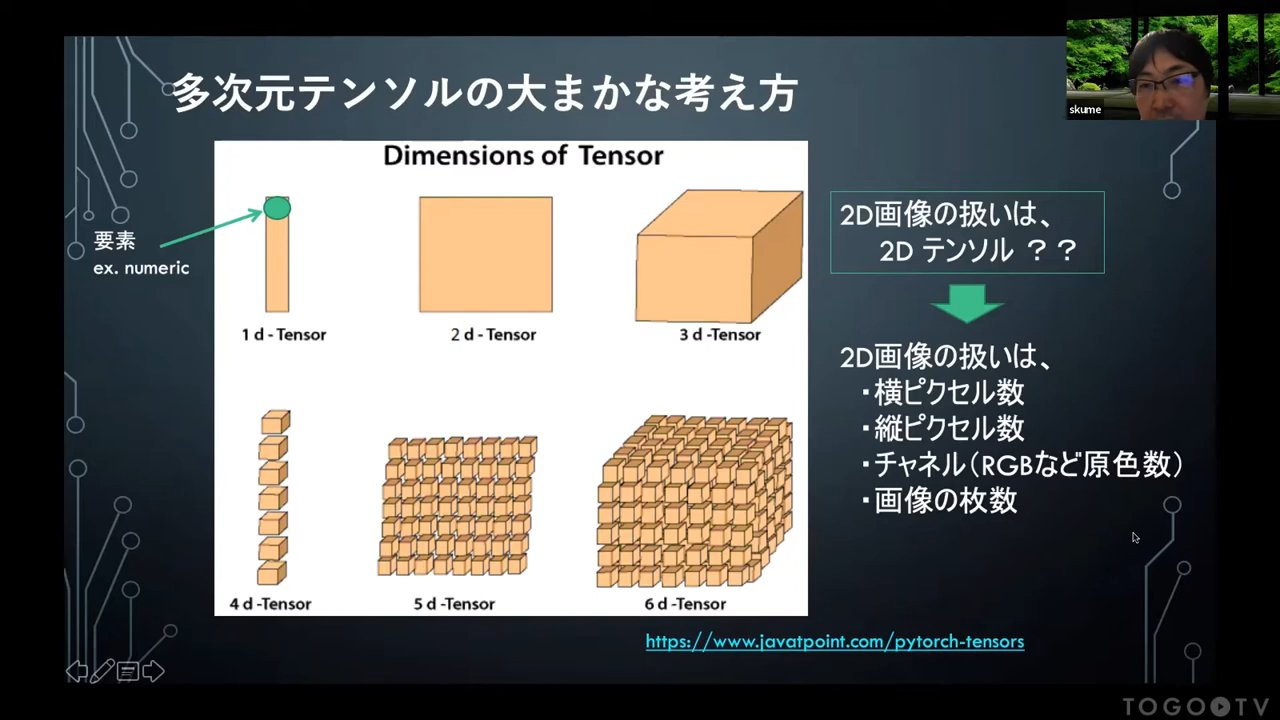 多次元テンソルの大まかな考え方
skume
Dimensions of Tensor
要素
ex. numeric
1 d - Tensor
2 d - Tensor
3 d -Tensor
4 d -Tensor
5 d -Tensor
6 d -Tensor
2D画像の扱いは、
2D テンソル ？？
2D画像の扱いは、
・横ピクセル数
・縦ピクセル数
・チャネル（RGBなど原色数）
・画像の枚数
https://www.javatpoint.com/pytorch-tensors
TOGO TV